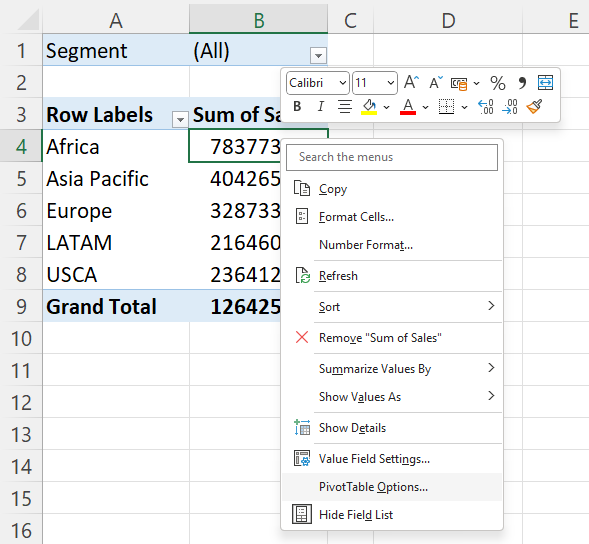 A B C D E
1 Segment (All)
2
Calibri 11 A A % ,
B I A .00 .00
3 Row Labels Sum of Sa
4 Africa 783773
Search the menus
5 Asia Pacific 404265
Copy
6 Europe 328733
Format Cells...
7 LATAM 216460
Number Format...
8 USCA 236412
Refresh
9 Grand Total 126425
Sort
10
Remove "Sum of Sales"
11
Summarize Values By
12
Show Values As
13
Show Details
14
Value Field Settings...
15
PivotTable Options...
16
Hide Field List